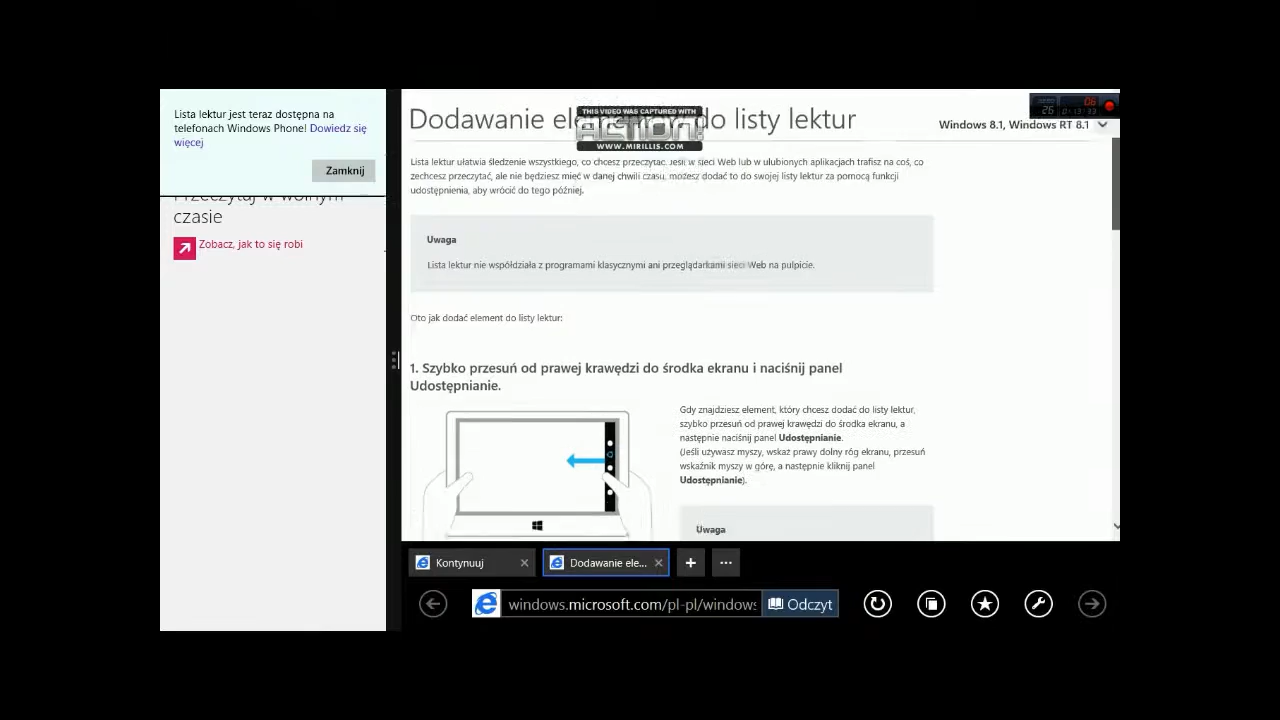 Lista lektur jest teraz dostępna na
telefonach Windows Phone! Dowiedz się
więcej
Zamknij
Przeczytaj w wolnym
czasie
Zobacz, jak to się robi
Dodawanie elementu do listy lektur
THIS VIDEO WAS CAPTURED WITH
ACTION!
WWW.MIRILLIS.COM
Windows 8.1, Windows RT 8.1
Lista lektur ułatwia śledzenie wszystkiego, co chcesz przeczytać. Jeśli w sieci Web lub w ulubionych aplikacjach trafisz na coś, co
zechcesz przeczytać, ale nie będziesz mieć w danej chwili czasu, możesz dodać to do swojej listy lektur za pomocą funkcji
udostępnienia, aby wrócić do tego później.
Uwaga
Lista lektur nie współdziała z programami klasycznymi ani przeglądarkami sieci Web na pulpicie.
Oto jak dodać element do listy lektur:
1. Szybko przesuń od prawej krawędzi do środka ekranu i naciśnij panel
Udostępnianie.
Gdy znajdziesz element, który chcesz dodać do listy lektur,
szybko przesuń od prawej krawędzi do środka ekranu, a
następnie naciśnij panel Udostępnianie.
(Jeśli używasz myszy, wskaż prawy dolny róg ekranu, przesuń
wskaźnik myszy w górę, a następnie kliknij panel
Udostępnianie).
Uwaga
Kontynuuj
Dodawanie ele...
windows.microsoft.com/pl-pl/windows
Odczyt